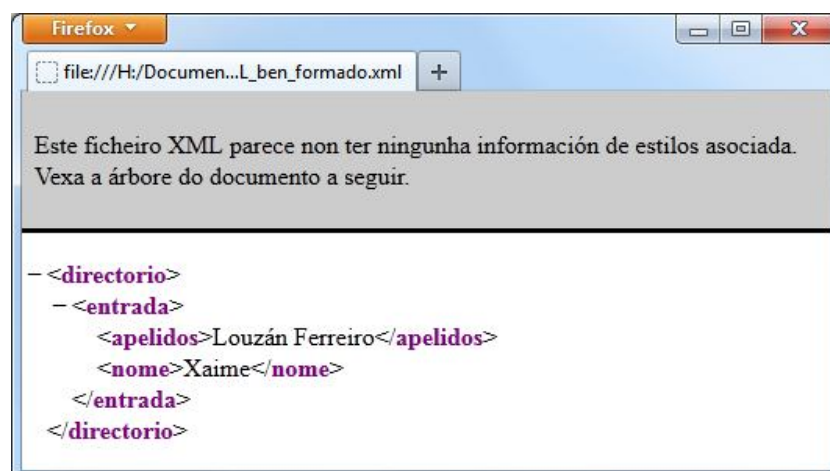 Firefox
file:///H:/Documen...L_ben_formado.xml
Este ficheiro XML parece non ter ningunha información de estilos asociada.
Vexa a árbore do documento a seguir.
– <directorio>
– <entrada>
<apelidos>Louzán Ferreiro</apelidos>
<nome>Xaime</nome>
</entrada>
</directorio>